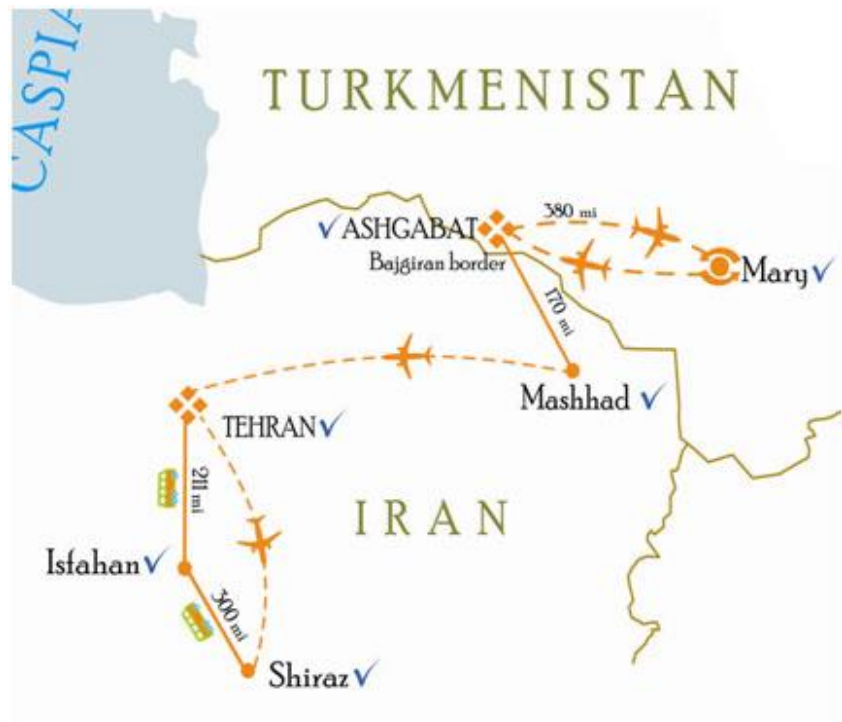 CASPIA
TURKMENISTAN
380 mi
ASHGABAT
Bajgiran border
Mary
170 mi
Mashhad
TEHRAN
211 mi
IRAN
Isfahan
300 mi
Shiraz